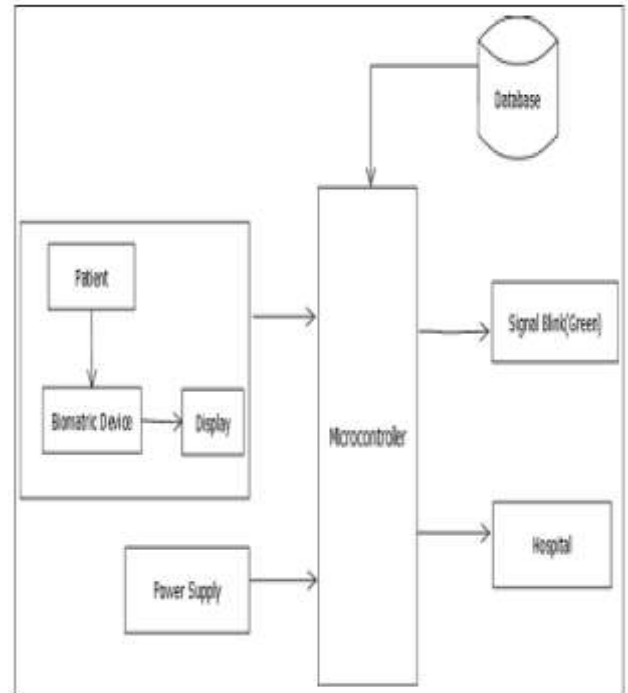 Database
Patient
Signal Blink(Green)
Biomatric Device
Display
Microcontroller
Hospital
Power Supply